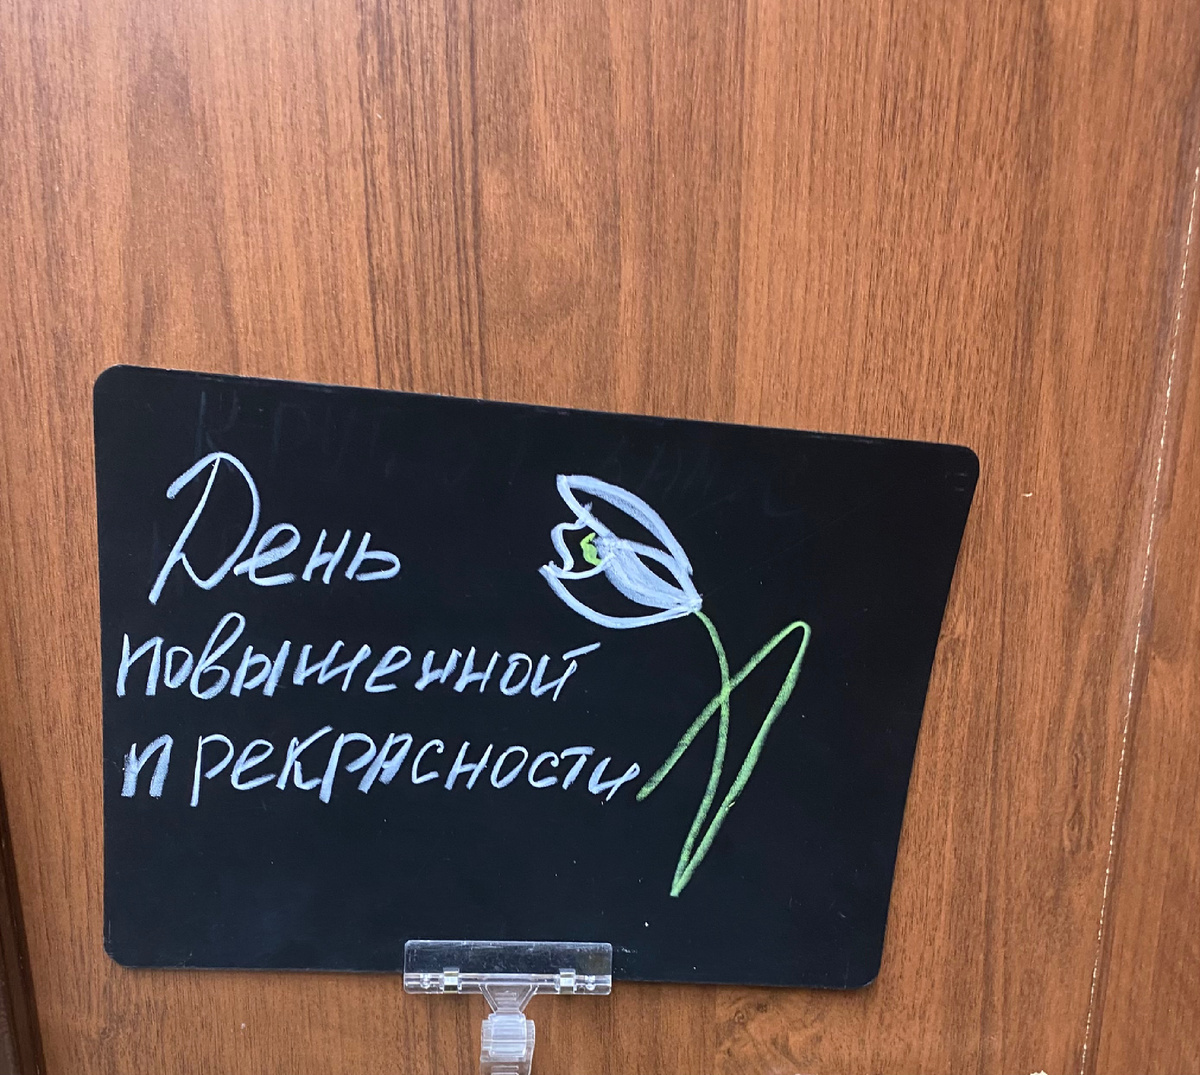 День
повышенной
прекрасности